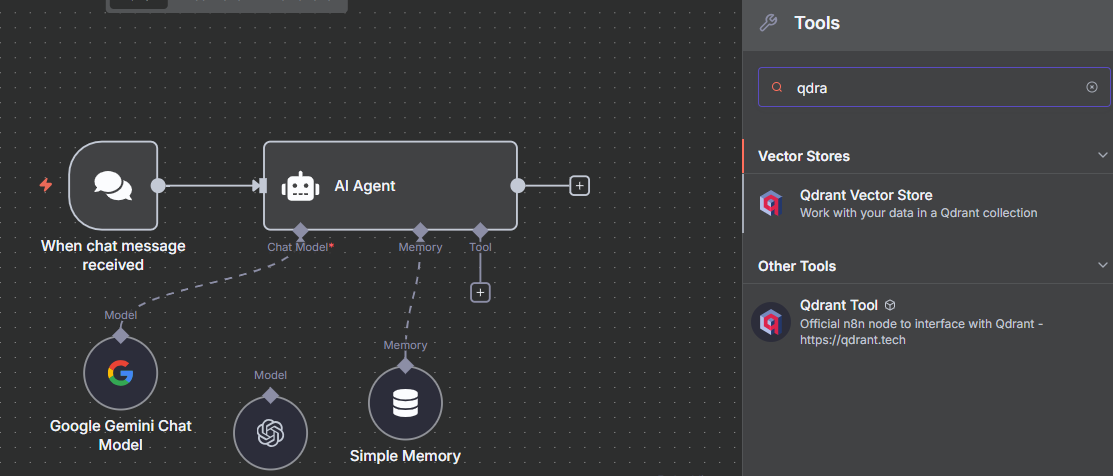 Tools
qdra
Vector Stores
Qdrant Vector Store
Work with your data in a Qdrant collection
Other Tools
Qdrant Tool
Official n8n node to interface with Qdrant -
https://qdrant.tech
AI Agent
When chat message
received
Chat Model*
Memory
Tool
Model
Google Gemini Chat
Model
Model
Memory
Simple Memory